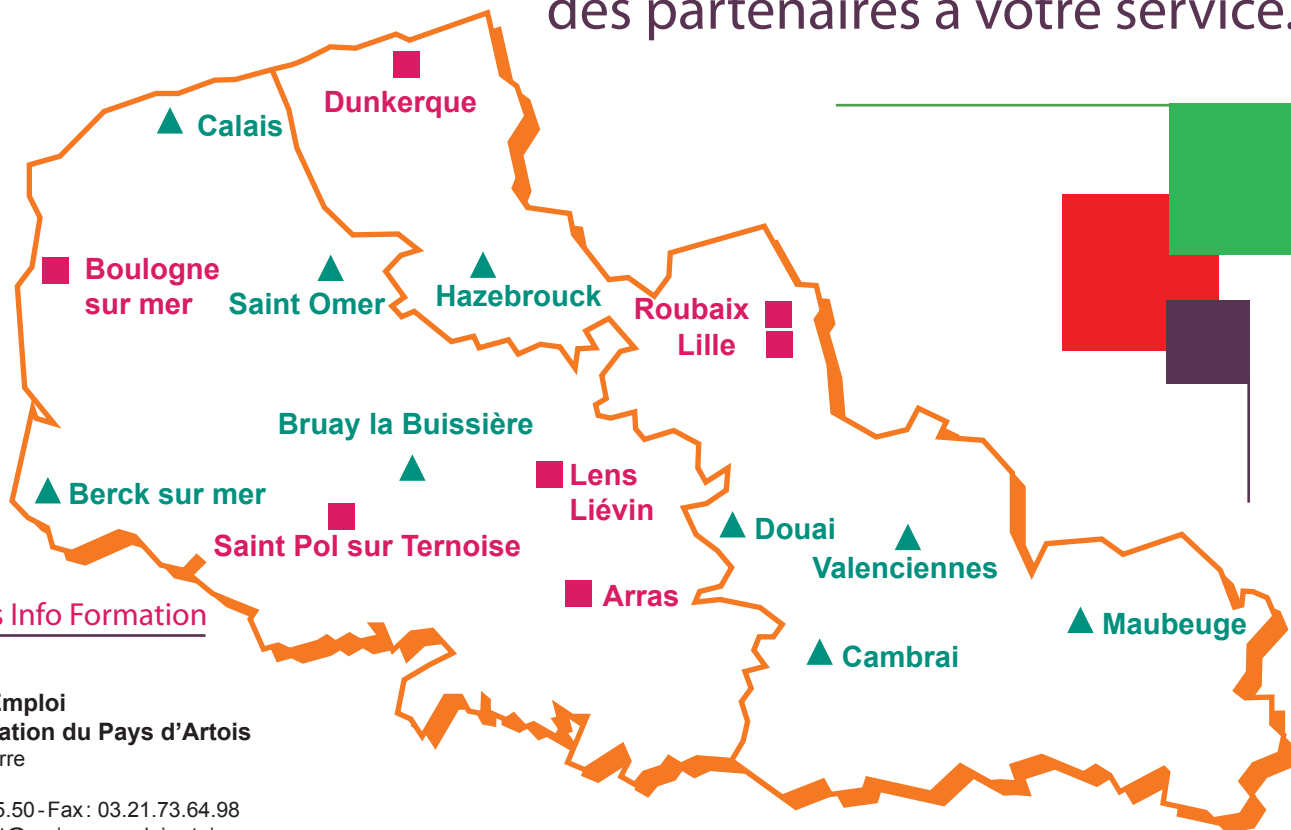 des partenaires à votre service.
Dunkerque
Calais
Boulogne
sur mer
Saint Omer
Hazebrouck
Roubaix
Lille
Bruay la Buissière
Lens
Liévin
Berck sur mer
Saint Pol sur Ternoise
Douai
Valenciennes
Arras
Maubeuge
Cambrai
s Info Formation
Emploi
ation du Pays d'Artois
rre
5.50 - Fax : 03.21.73.64.98